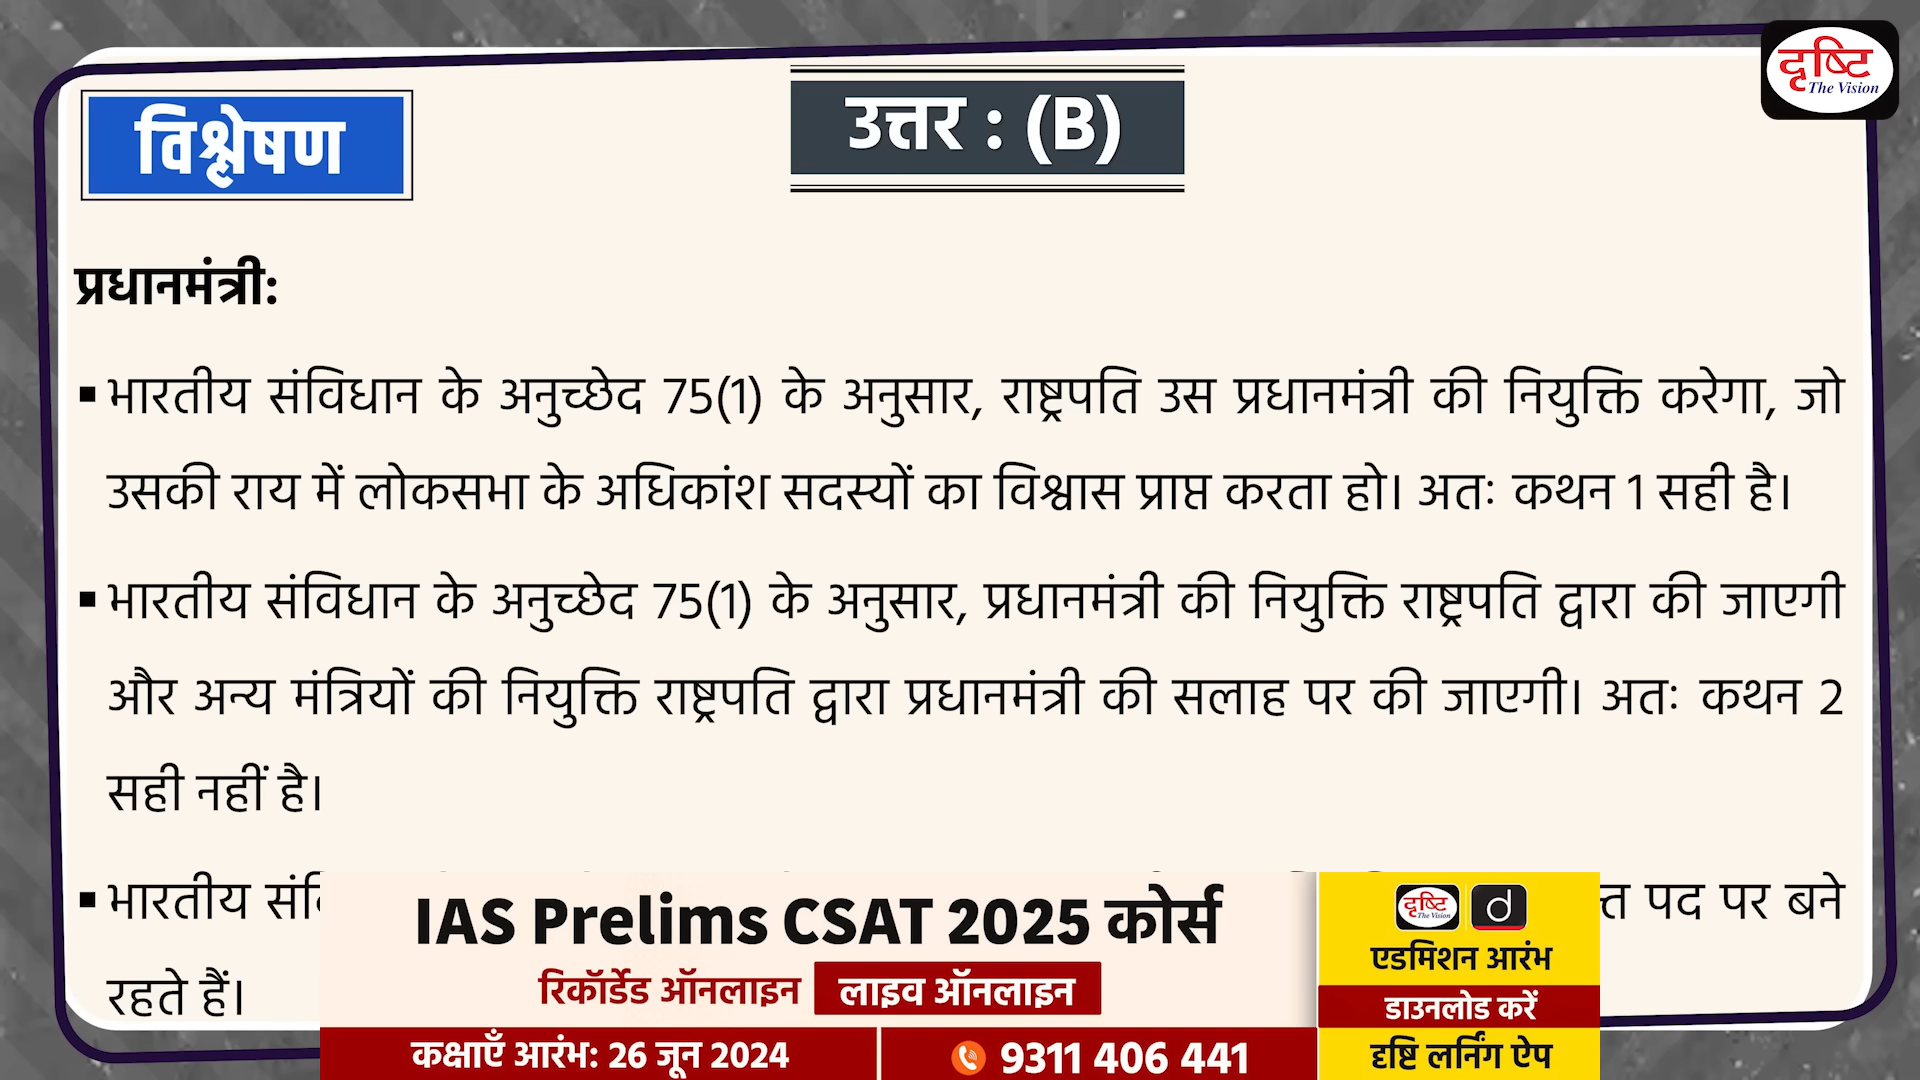 दृष्टि
The Vision
विश्लेषण
उत्तर : (B)
प्रधानमंत्री:
▪ भारतीय संविधान के अनुच्छेद 75(1) के अनुसार, राष्ट्रपति उस प्रधानमंत्री की नियुक्ति करेगा, जो
उसकी राय में लोकसभा के अधिकांश सदस्यों का विश्वास प्राप्त करता हो। अतः कथन 1 सही है।
▪ भारतीय संविधान के अनुच्छेद 75(1) के अनुसार, प्रधानमंत्री की नियुक्ति राष्ट्रपति द्वारा की जाएगी
और अन्य मंत्रियों की नियुक्ति राष्ट्रपति द्वारा प्रधानमंत्री की सलाह पर की जाएगी। अतः कथन 2
सही नहीं है।
▪ भारतीय पद पर बने
रहते हैं।
IAS Prelims CSAT 2025 कोर्स
रिकॉर्डेड ऑनलाइन लाइव ऑनलाइन
कक्षाएँ आरंभ: 26 जून 2024
9311 406 441
दृष्टि
The Vision
d
एडमिशन आरंभ
डाउनलोड करें
दृष्टि लर्निंग ऐप